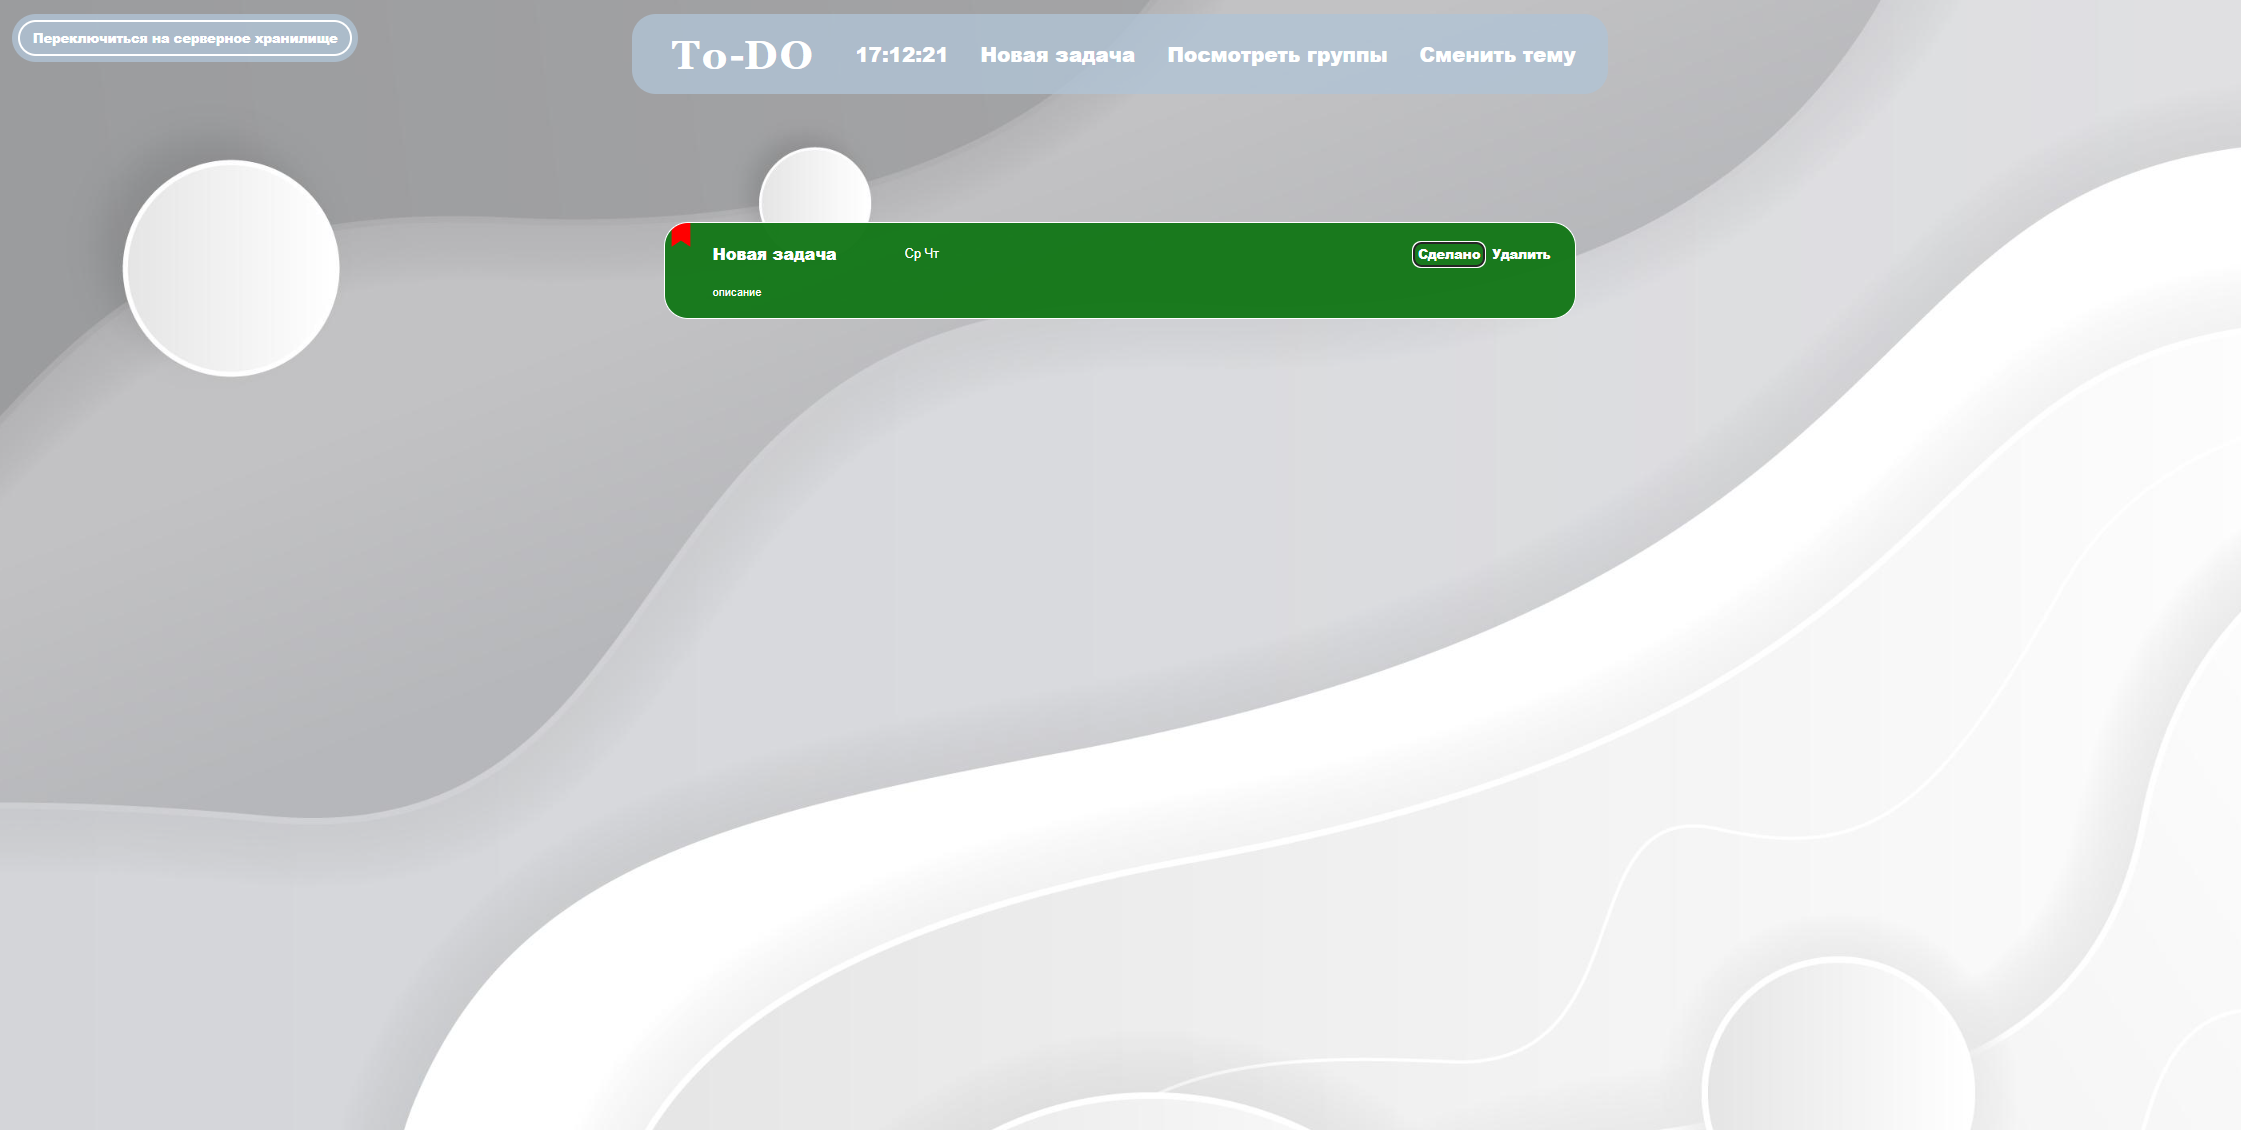 Переключиться на серверное хранилище
To-DO 17:12:21 Новая задача Посмотреть группы Сменить тему
Новая задача Ср Чт Сделано Удалить
описание